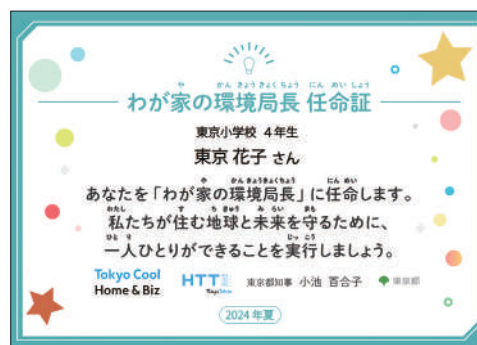 わが家の環境局長 任命証
東京小学校 4年生
東京 花子 さん
あなたを「わが家の環境局長」に任命します。
私たちが住む地球と未来を守るために、
一人ひとりができることを実行しましょう。
Tokyo Cool
Home & Biz
HTT
東京都知事 小池 百合子
東京都
2024 年夏